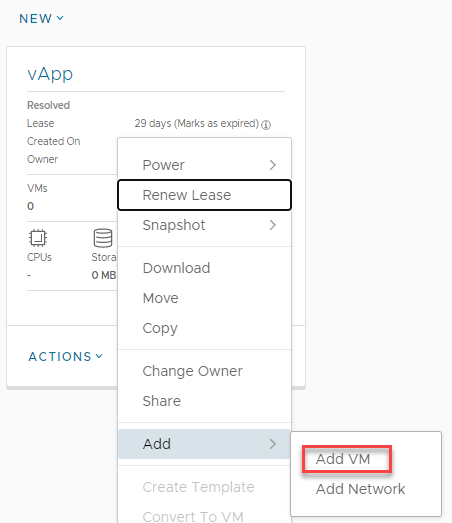 NEW
vApp
Resolved
Lease 29 days (Marks as expired)
Created On
Owner
VMs
0
CPUs Stora
- 0 MB
ACTIONS
Power
Renew Lease
Snapshot
Download
Move
Copy
Change Owner
Share
Add
Add VM
Add Network
Create Template
Convert To VM